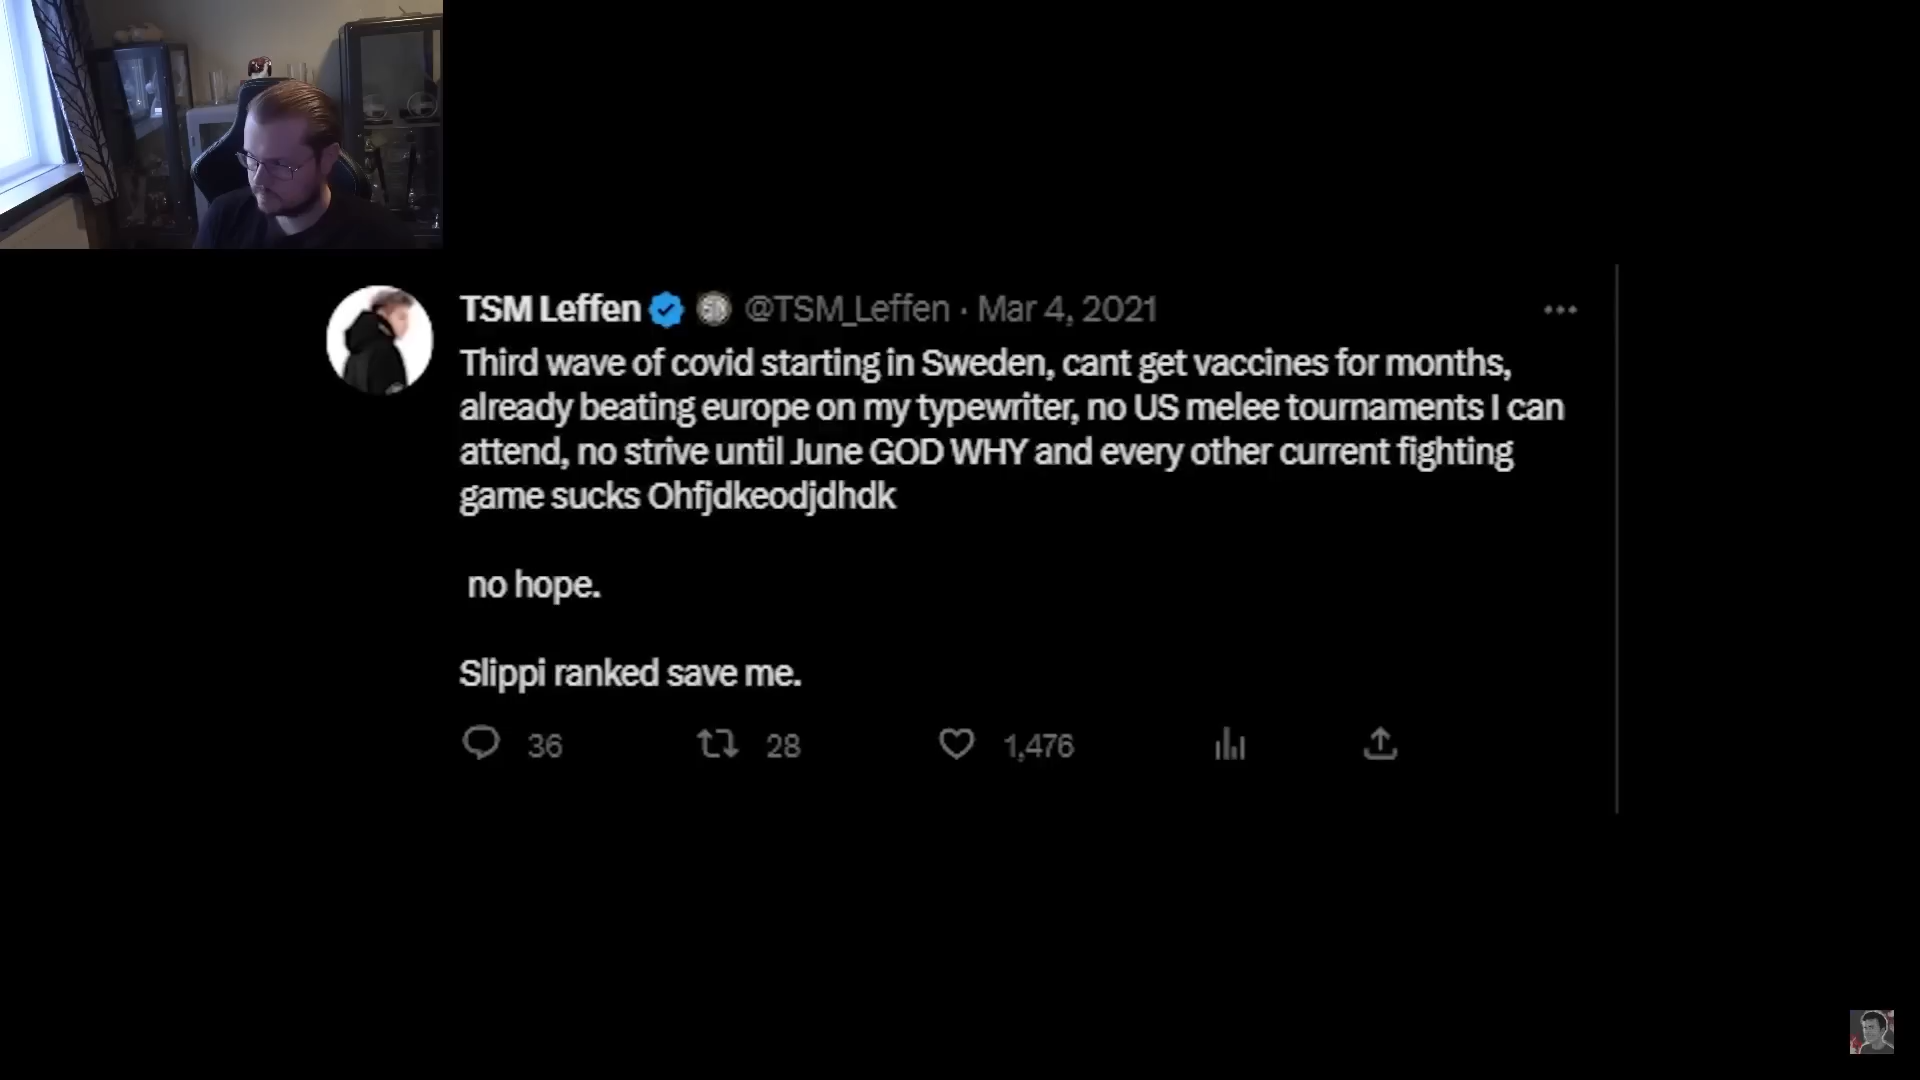 TSM Leffen @TSM_Leffen · Mar 4, 2021
Third wave of covid starting in Sweden, cant get vaccines for months,
already beating europe on my typewriter, no US melee tournaments I can
attend, no strive until June GOD WHY and every other current fighting
game sucks Ohfjdkeodjdhdk
no hope.
Slippi ranked save me.
36 28 1,476